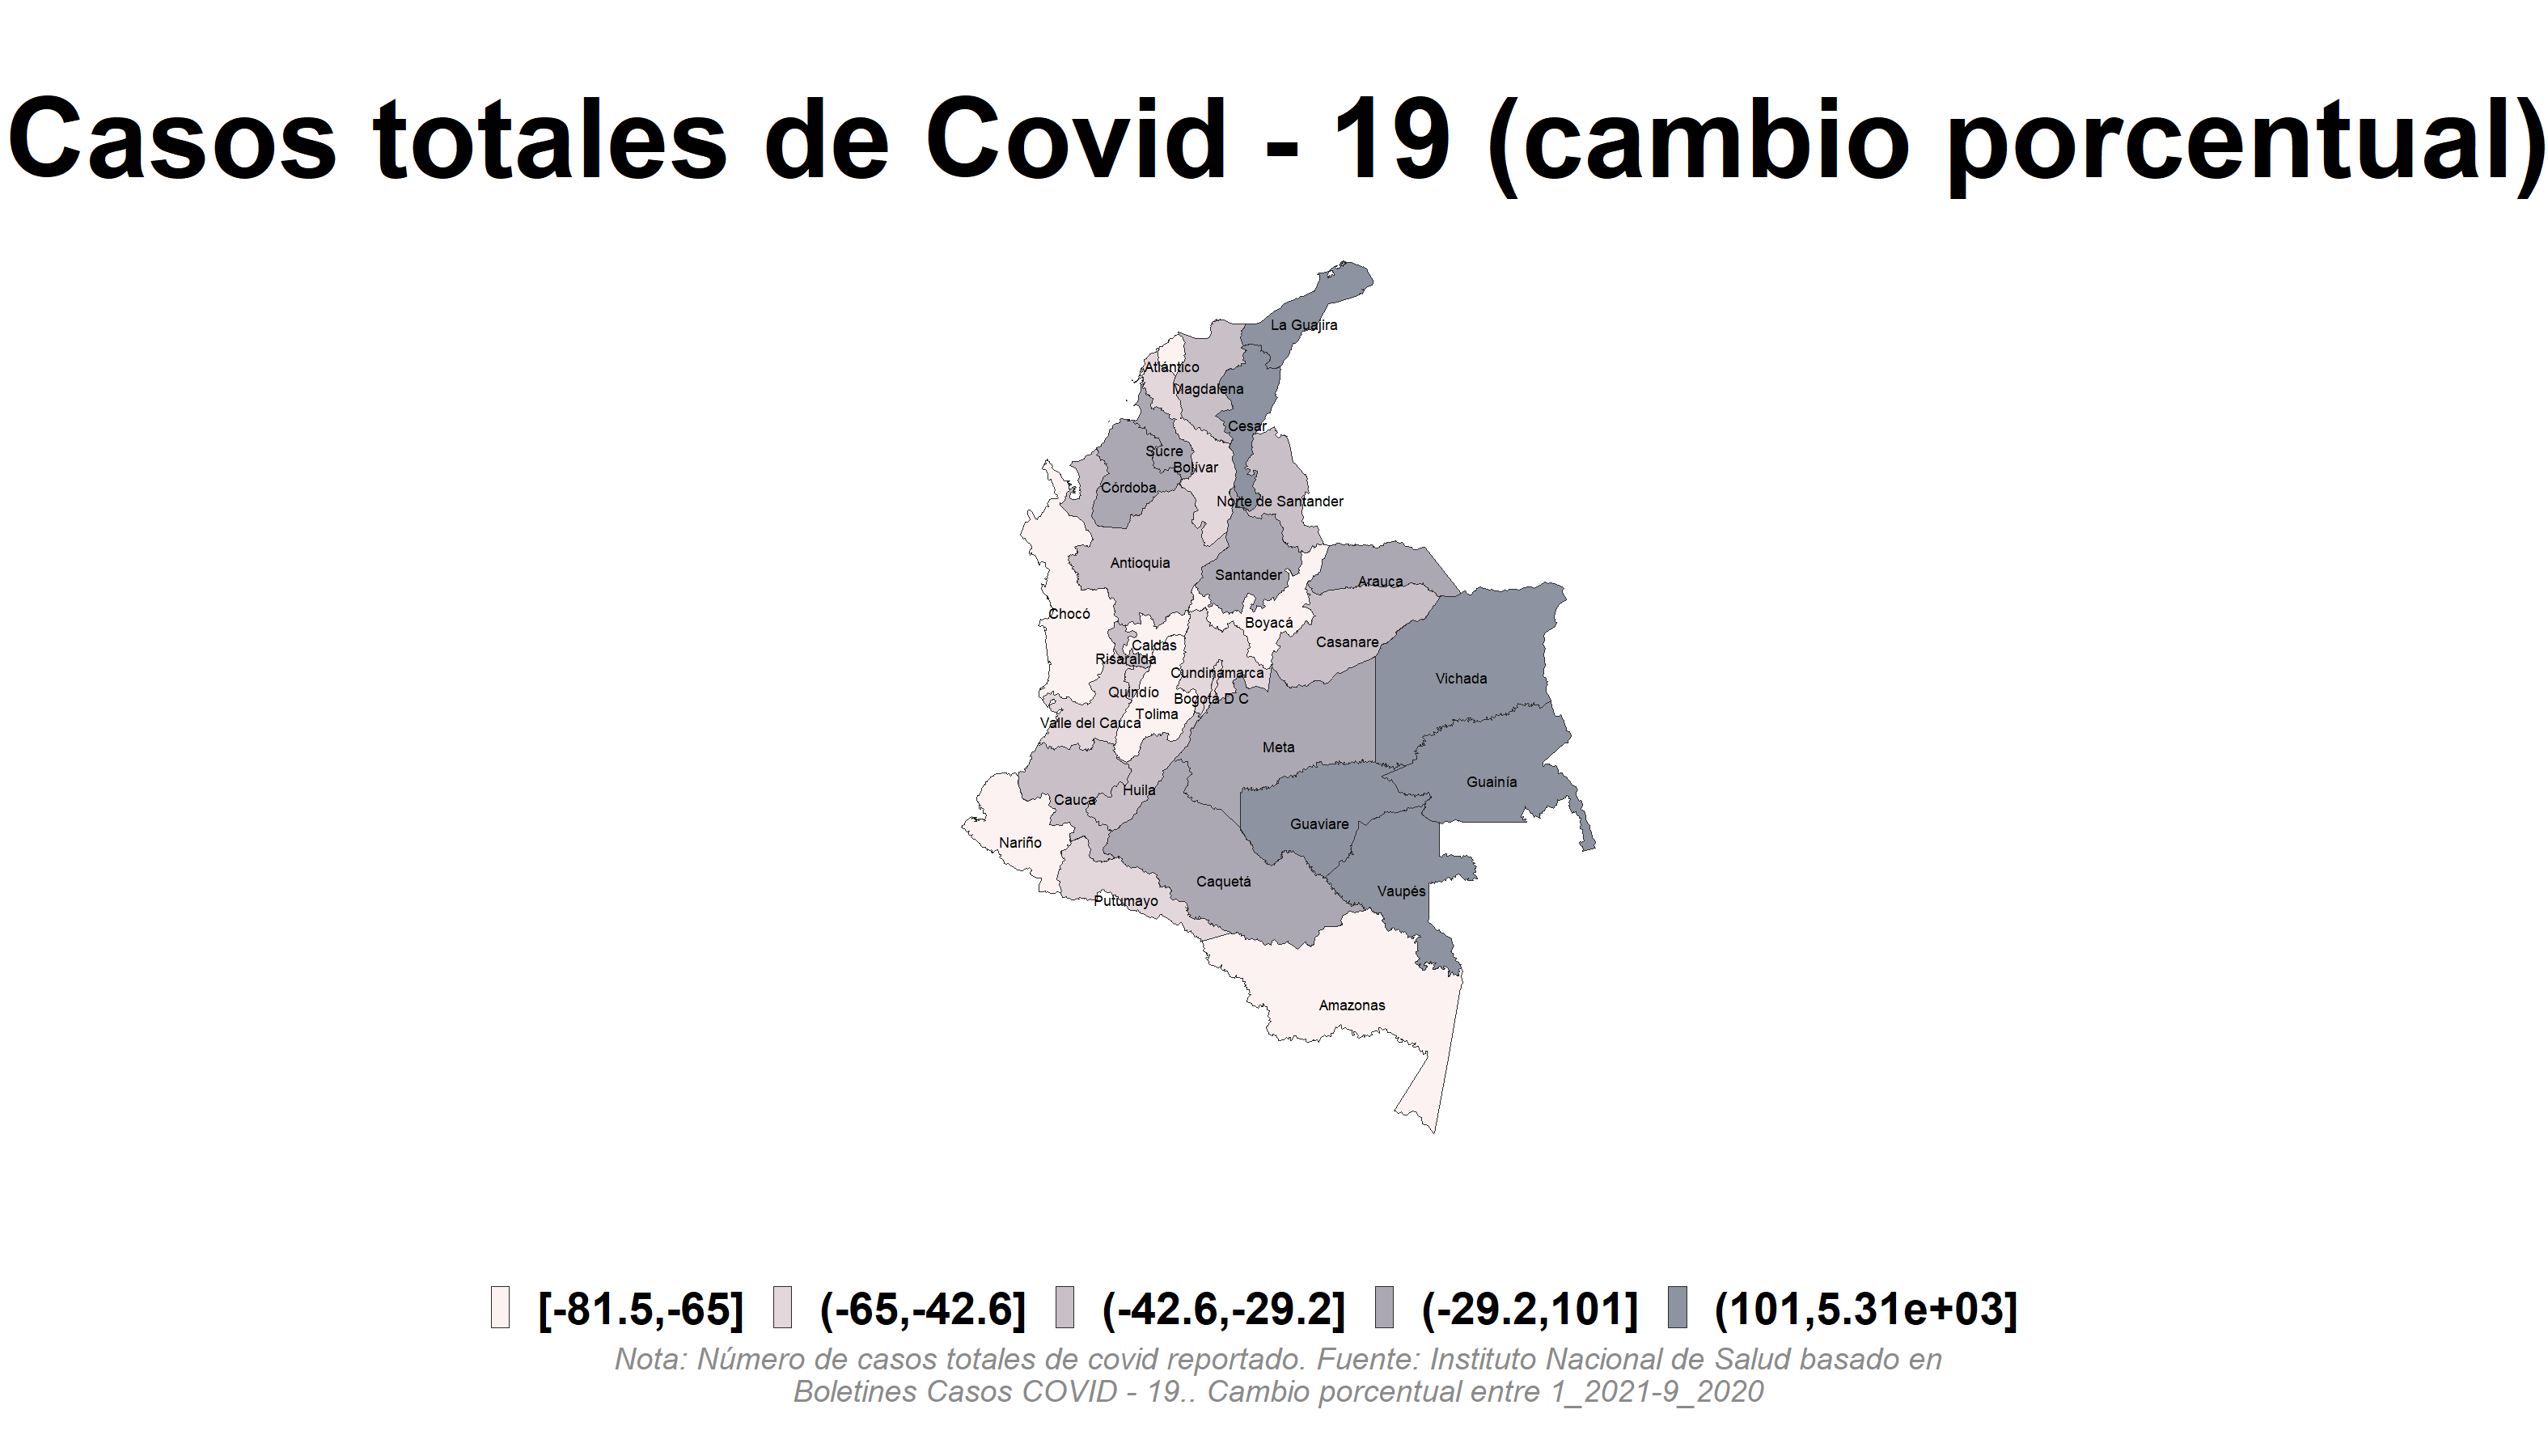 Casos totales de Covid - 19 (cambio porcentual)
La Guajira
Atlántico
Magdalena
Cesar
Sucre
Bolívar
Córdoba
Norte de Santander
Antioquia
Santander
Arauca
Chocó
Boyacá
Casanare
Caldas
Risaralda
Cundinamarca
Vichada
Quindío
Bogotá D C
Tolima
Valle del Cauca
Meta
Guainía
Huila
Cauca
Guaviare
Nariño
Caquetá
Vaupés
Putumayo
Amazonas
[-81.5,-65] (-65,-42.6] (-42.6,-29.2] (-29.2,101] (101,5.31e+03]
Nota: Número de casos totales de covid reportado. Fuente: Instituto Nacional de Salud basado en
Boletines Casos COVID - 19.. Cambio porcentual entre 1_2021-9_2020